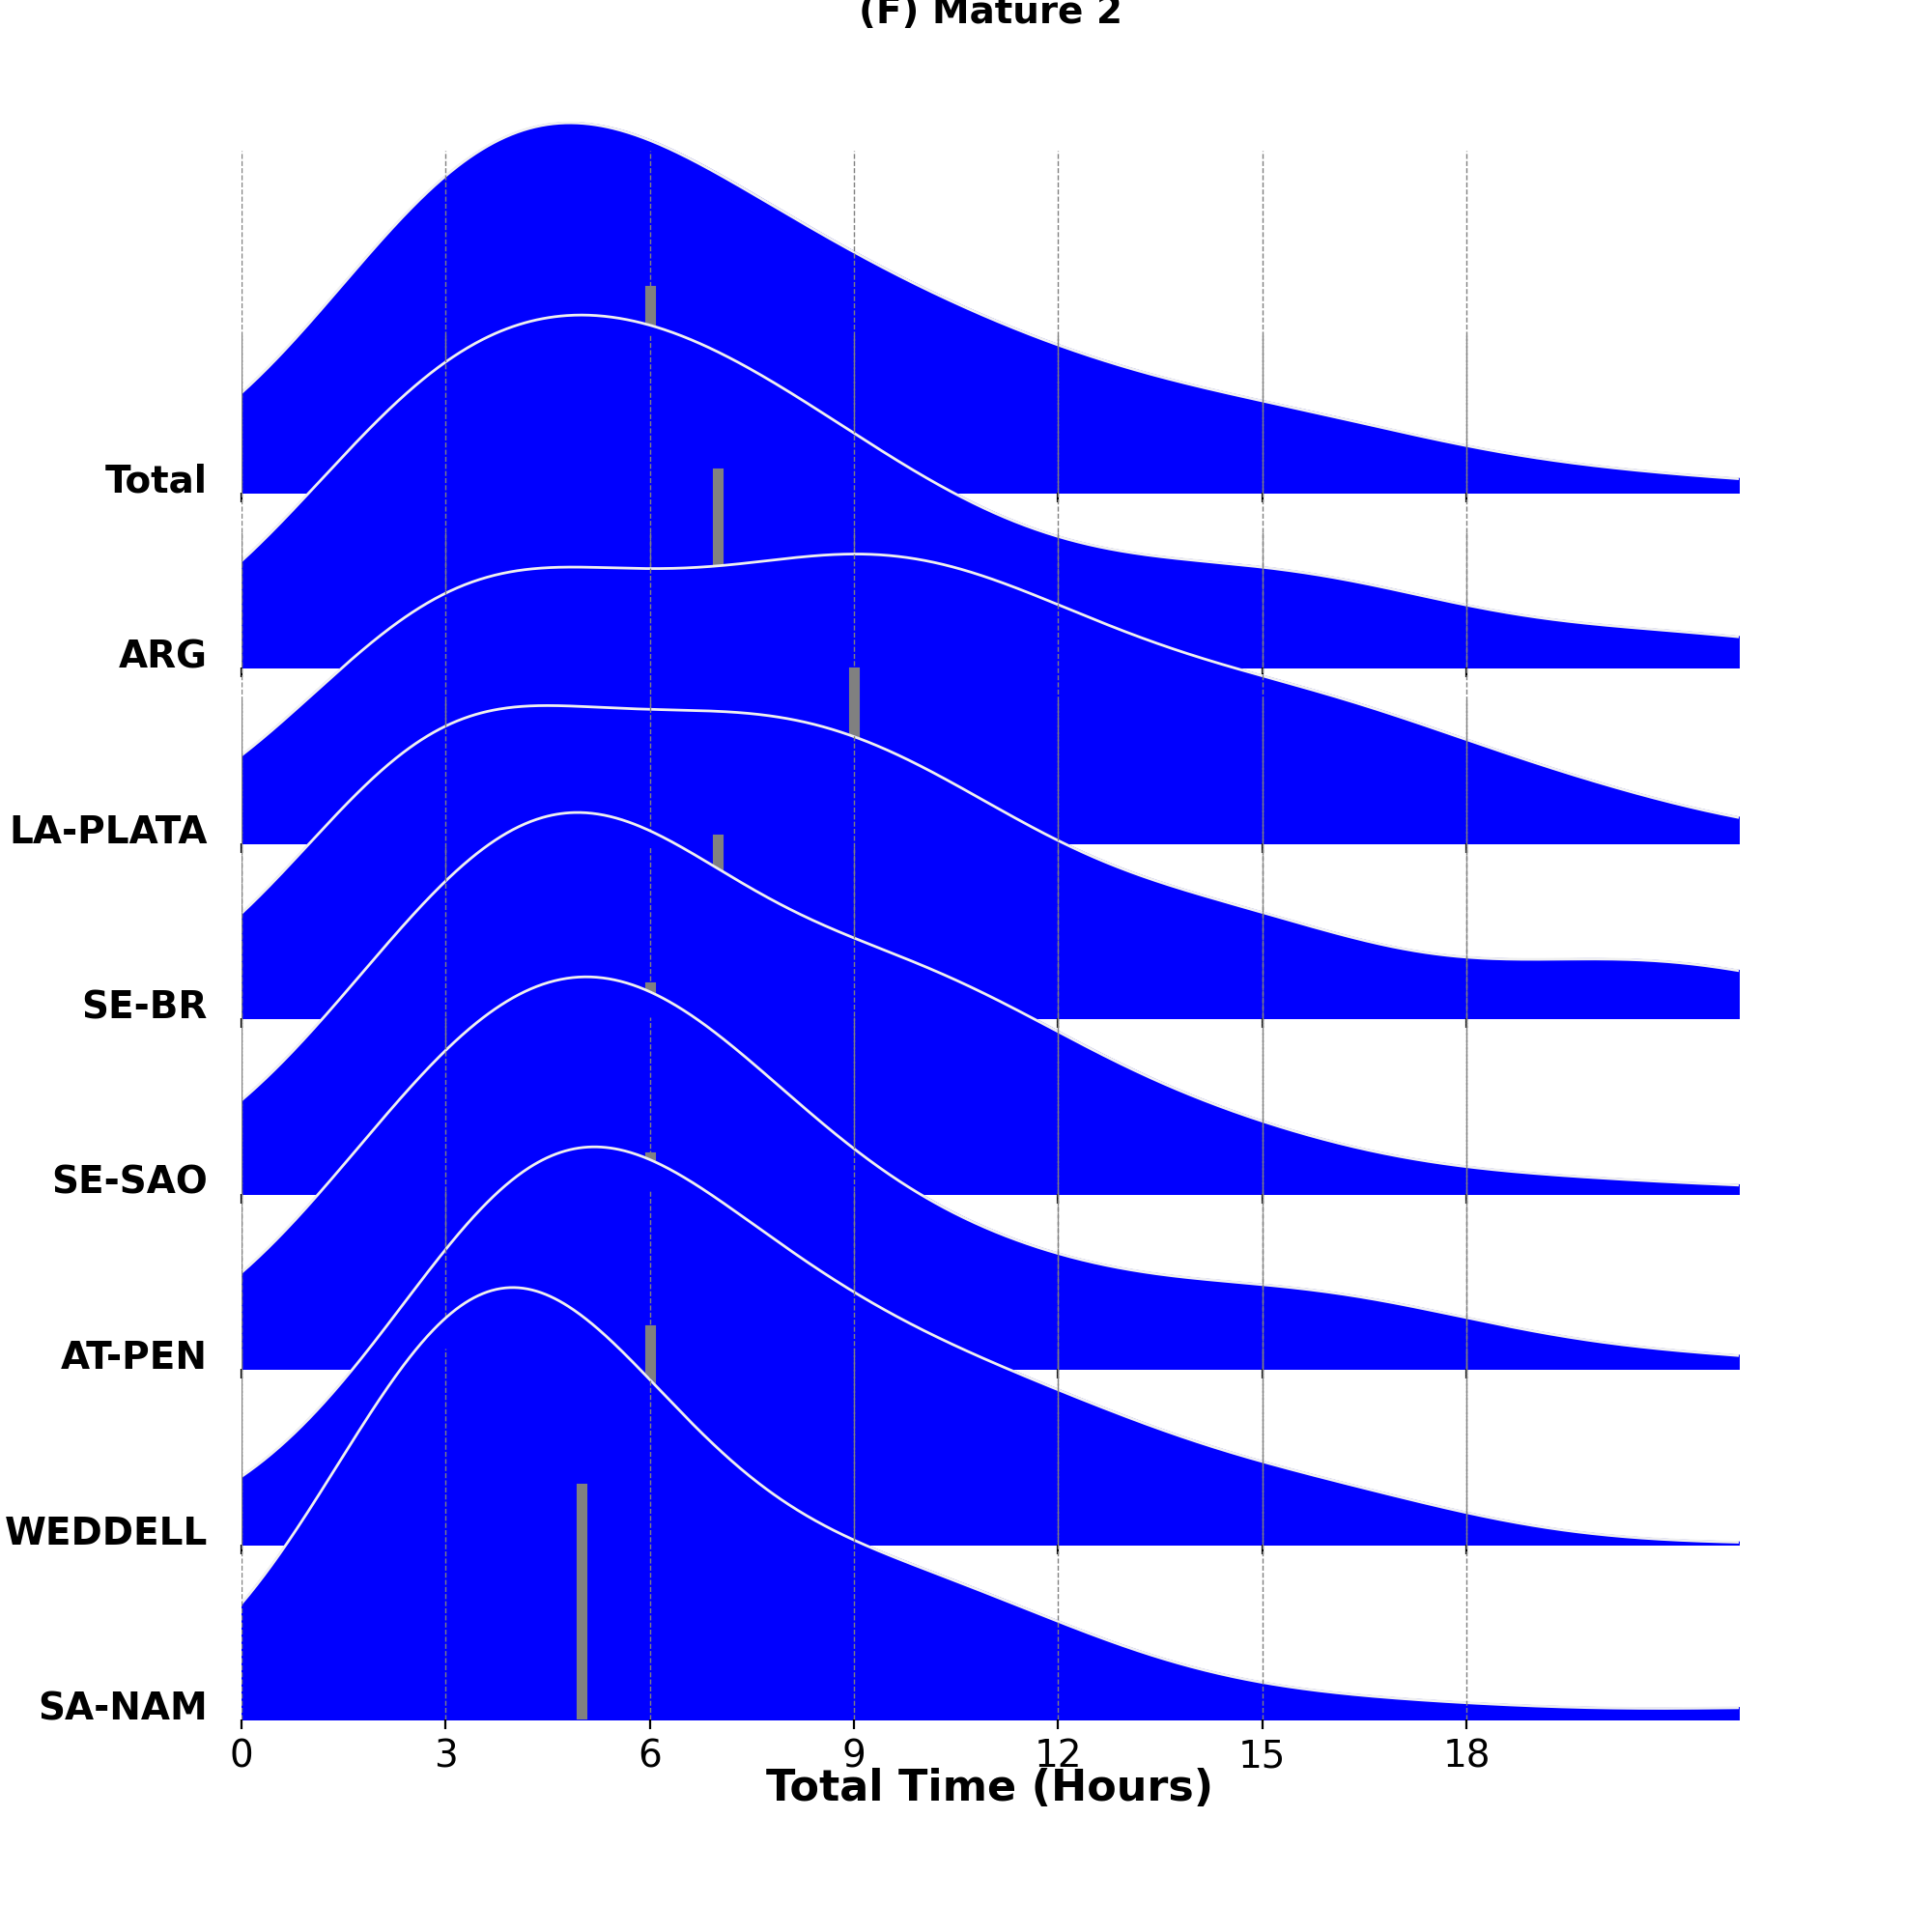 (F) Mature 2
Total
ARG
LA-PLATA
SE-BR
SE-SAO
AT-PEN
WEDDELL
SA-NAM
0 3 6 9 12 15 18
Total Time (Hours)